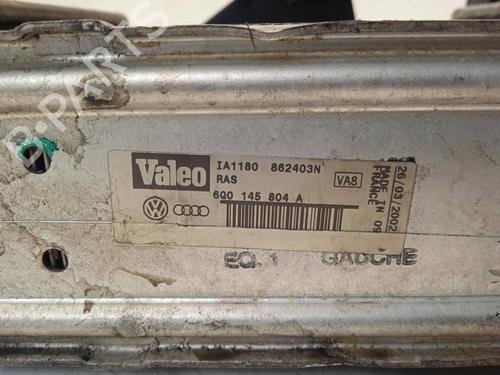 B-PARTS
Valeo
IA1180 862403N
RAS
VA8
6Q0 145 804 A
26/03/2002
MADE IN 09
FRANCE
EQ.1 GAUCHE